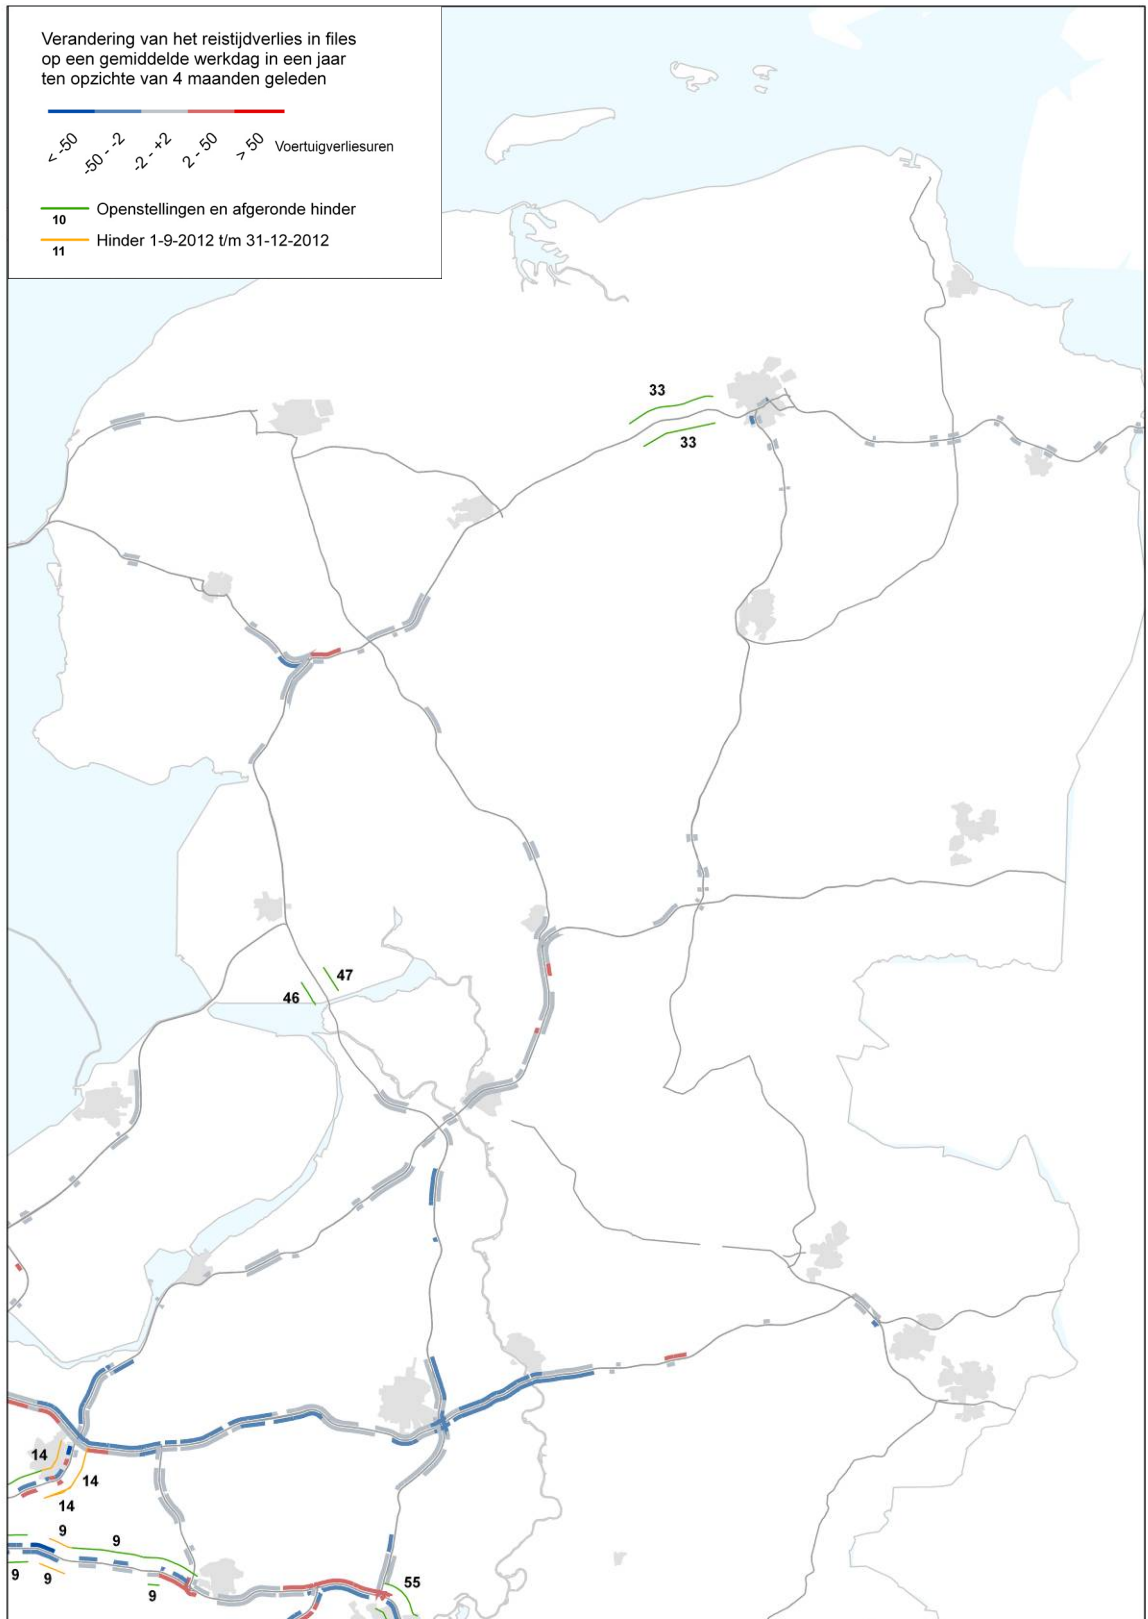 Verandering van het reistijdverlies in files
op een gemiddelde werkdag in een jaar
ten opzichte van 4 maanden geleden
< -50
-50 - -2
-2 - +2
2 - 50
> 50
Voertuigverliesuren
10
Openstellingen en afgeronde hinder
11
Hinder 1-9-2012 t/m 31-12-2012
33
33
47
46
14
14
14
9
9
9
9
9
55